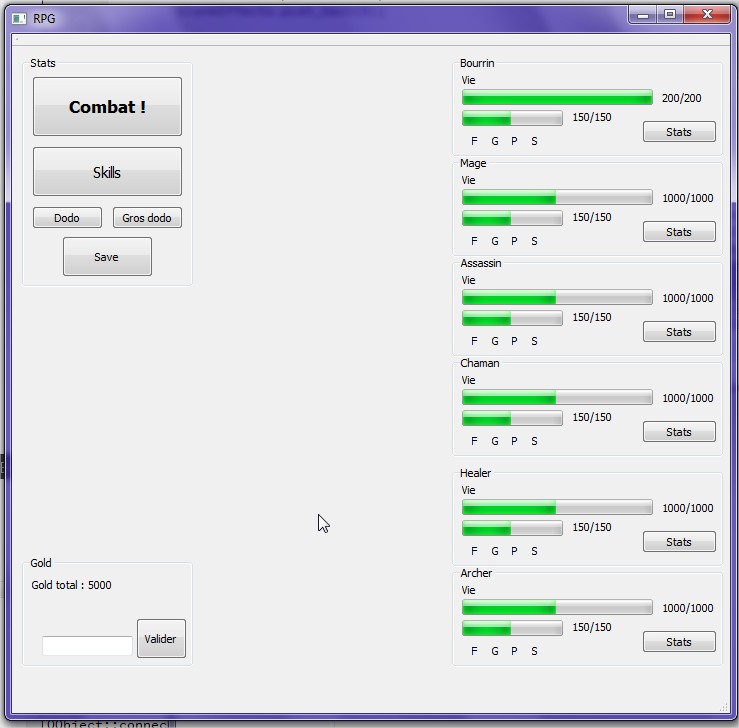 RPG
Stats
Combat !
Skills
Dodo
Gros dodo
Save
Gold
Gold total : 5000
Valider
Bourrin
Vie
200/200
150/150
F G P S
Stats
Mage
Vie
1000/1000
150/150
F G P S
Stats
Assassin
Vie
1000/1000
150/150
F G P S
Stats
Chaman
Vie
1000/1000
150/150
F G P S
Stats
Healer
Vie
1000/1000
150/150
F G P S
Stats
Archer
Vie
1000/1000
150/150
F G P S
Stats
QObject::connect